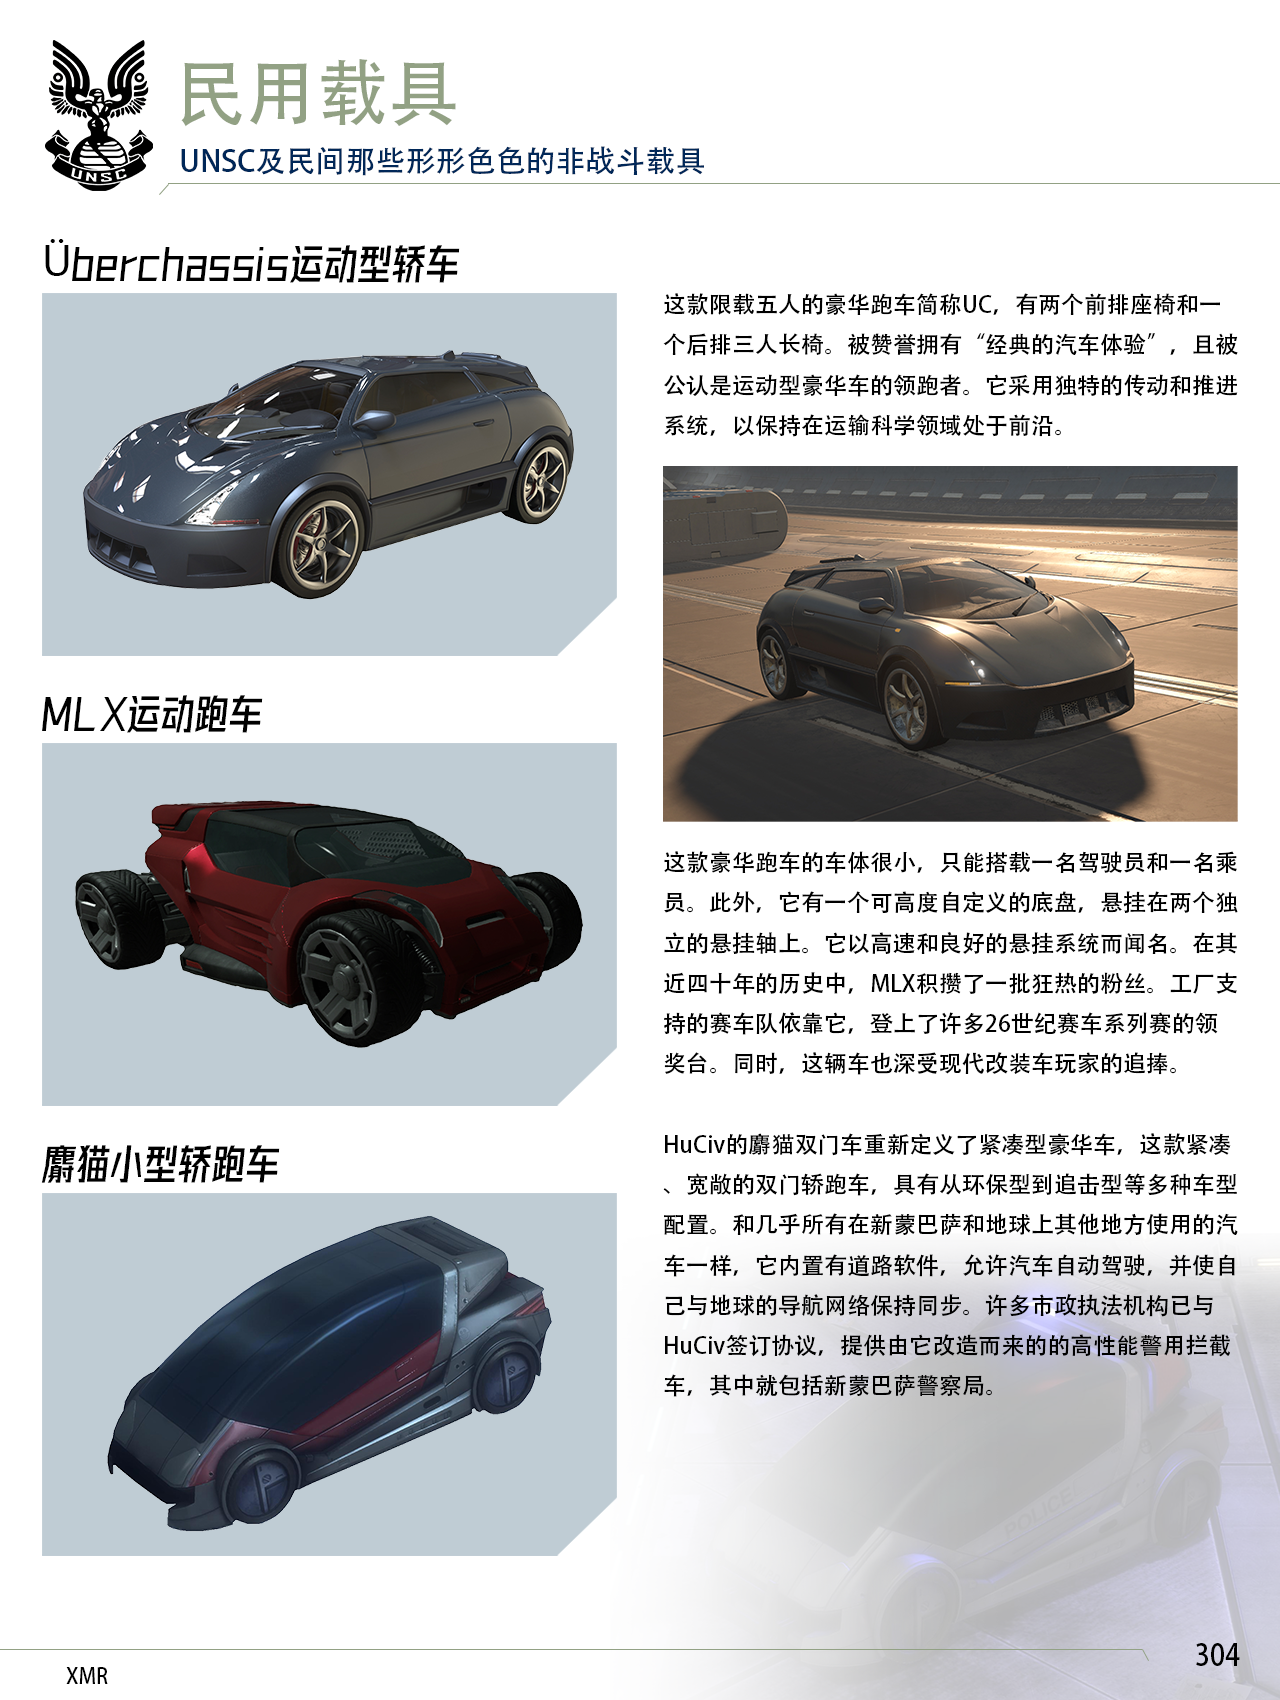 民用载具
UNSC及民间那些形形色色的非战斗载具
UNSC
Überchassis运动型轿车
这款限载五人的豪华跑车简称UC，有两个前排座椅和一
个后排三人长椅。被赞誉拥有“经典的汽车体验”，且被
公认是运动型豪华车的领跑者。它采用独特的传动和推进
系统，以保持在运输科学领域处于前沿。
MLX运动跑车
这款豪华跑车的车体很小，只能搭载一名驾驶员和一名乘
员。此外，它有一个可高度自定义的底盘，悬挂在两个独
立的悬挂轴上。它以高速和良好的悬挂系统而闻名。在其
近四十年的历史中，MLX积攒了一批狂热的粉丝。工厂支
持的赛车队依靠它，登上了许多26世纪赛车系列赛的领
奖台。同时，这辆车也深受现代改装车玩家的追捧。
麝猫小型轿跑车
HuCiv的麝猫双门车重新定义了紧凑型豪华车，这款紧凑
、宽敞的双门轿跑车，具有从环保型到追击型等多种车型
配置。和几乎所有在新蒙巴萨和地球上其他地方使用的汽
车一样，它内置有道路软件，允许汽车自动驾驶，并使自
己与地球的导航网络保持同步。许多市政执法机构已与
HuCiv签订协议，提供由它改造而来的的高性能警用拦截
车，其中就包括新蒙巴萨警察局。
POLICE
XMR
304